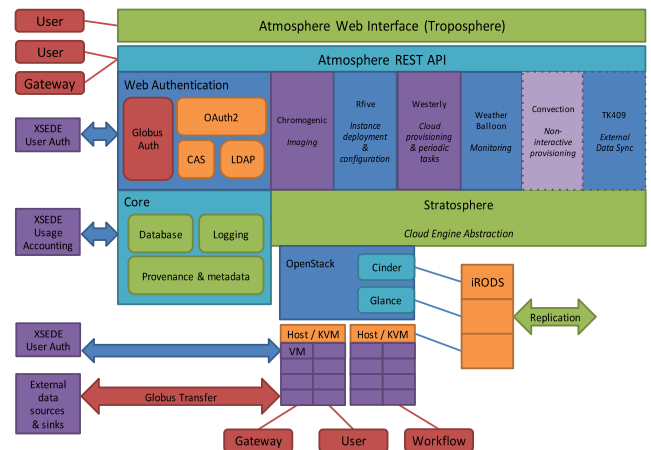 User
Atmosphere Web Interface (Troposphere)
User
Atmosphere REST API
Gateway
Web Authentication
Globus
Auth
OAuth2
CAS
LDAP
Chromogenic
Imaging
Rfive
Instance
deployment
&
configuration
Westerly
Cloud
provisioning
& periodic
tasks
Weather
Balloon
Monitoring
Convection
Non-
interactive
provisioning
TK409
External
Data Sync
XSEDE
User Auth
Core
Database
Logging
Provenance & metadata
Stratosphere
Cloud Engine Abstraction
XSEDE
Usage
Accounting
OpenStack
Cinder
Glance
iRODS
Replication
XSEDE
User Auth
Host / KVM
Host / KVM
VM
External
data
sources
& sinks
Globus Transfer
Gateway
User
Workflow